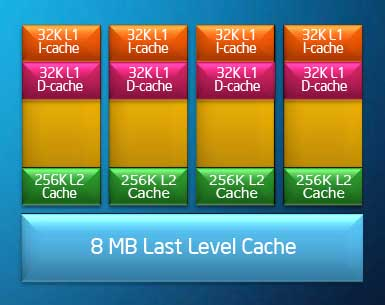 32K L1
I-cache
32K L1
I-cache
32K L1
I-cache
32K L1
I-cache
32K L1
D-cache
32K L1
D-cache
32K L1
D-cache
32K L1
D-cache
256K L2
Cache
256K L2
Cache
256K L2
Cache
256K L2
Cache
8 MB Last Level Cache